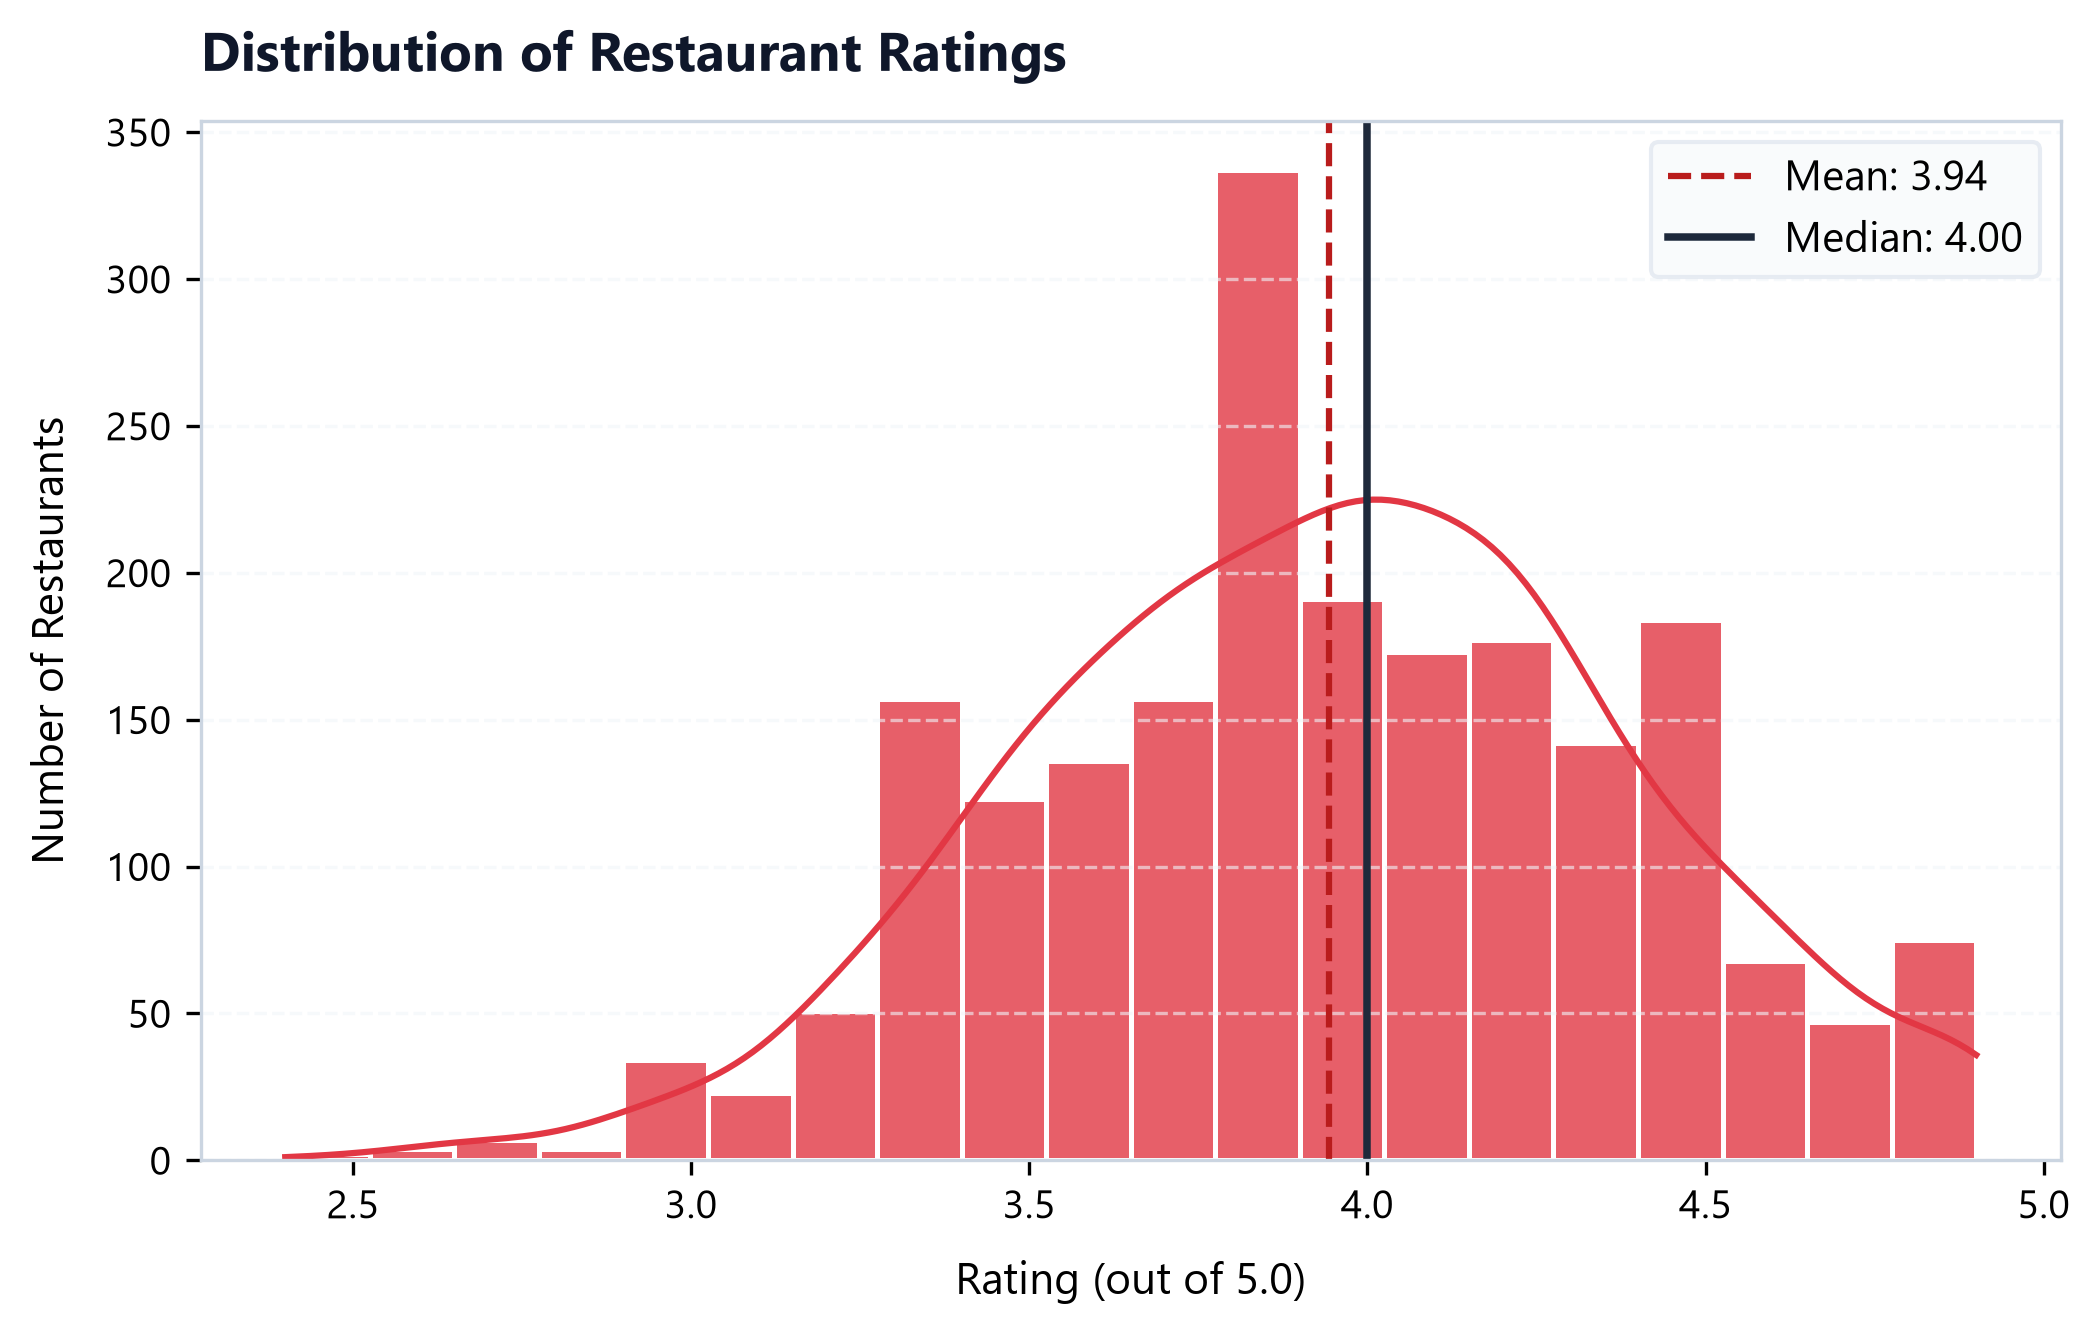 Distribution of Restaurant Ratings
350
300
250
200
150
100
50
0
Number of Restaurants
Mean: 3.94
Median: 4.00
2.5 3.0 3.5 4.0 4.5 5.0
Rating (out of 5.0)